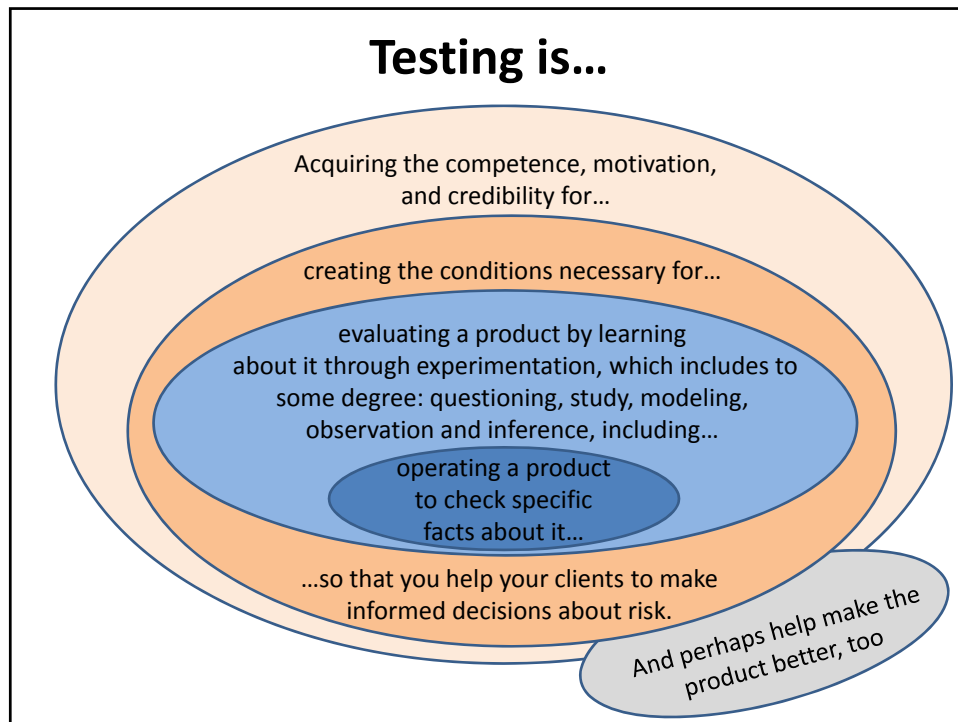 Testing is…
Acquiring the competence, motivation,
and credibility for…
creating the conditions necessary for…
evaluating a product by learning
about it through experimentation, which includes to
some degree: questioning, study, modeling,
observation and inference, including…
operating a product
to check specific
facts about it…
…so that you help your clients to make
informed decisions about risk.
And perhaps help make the
product better, too